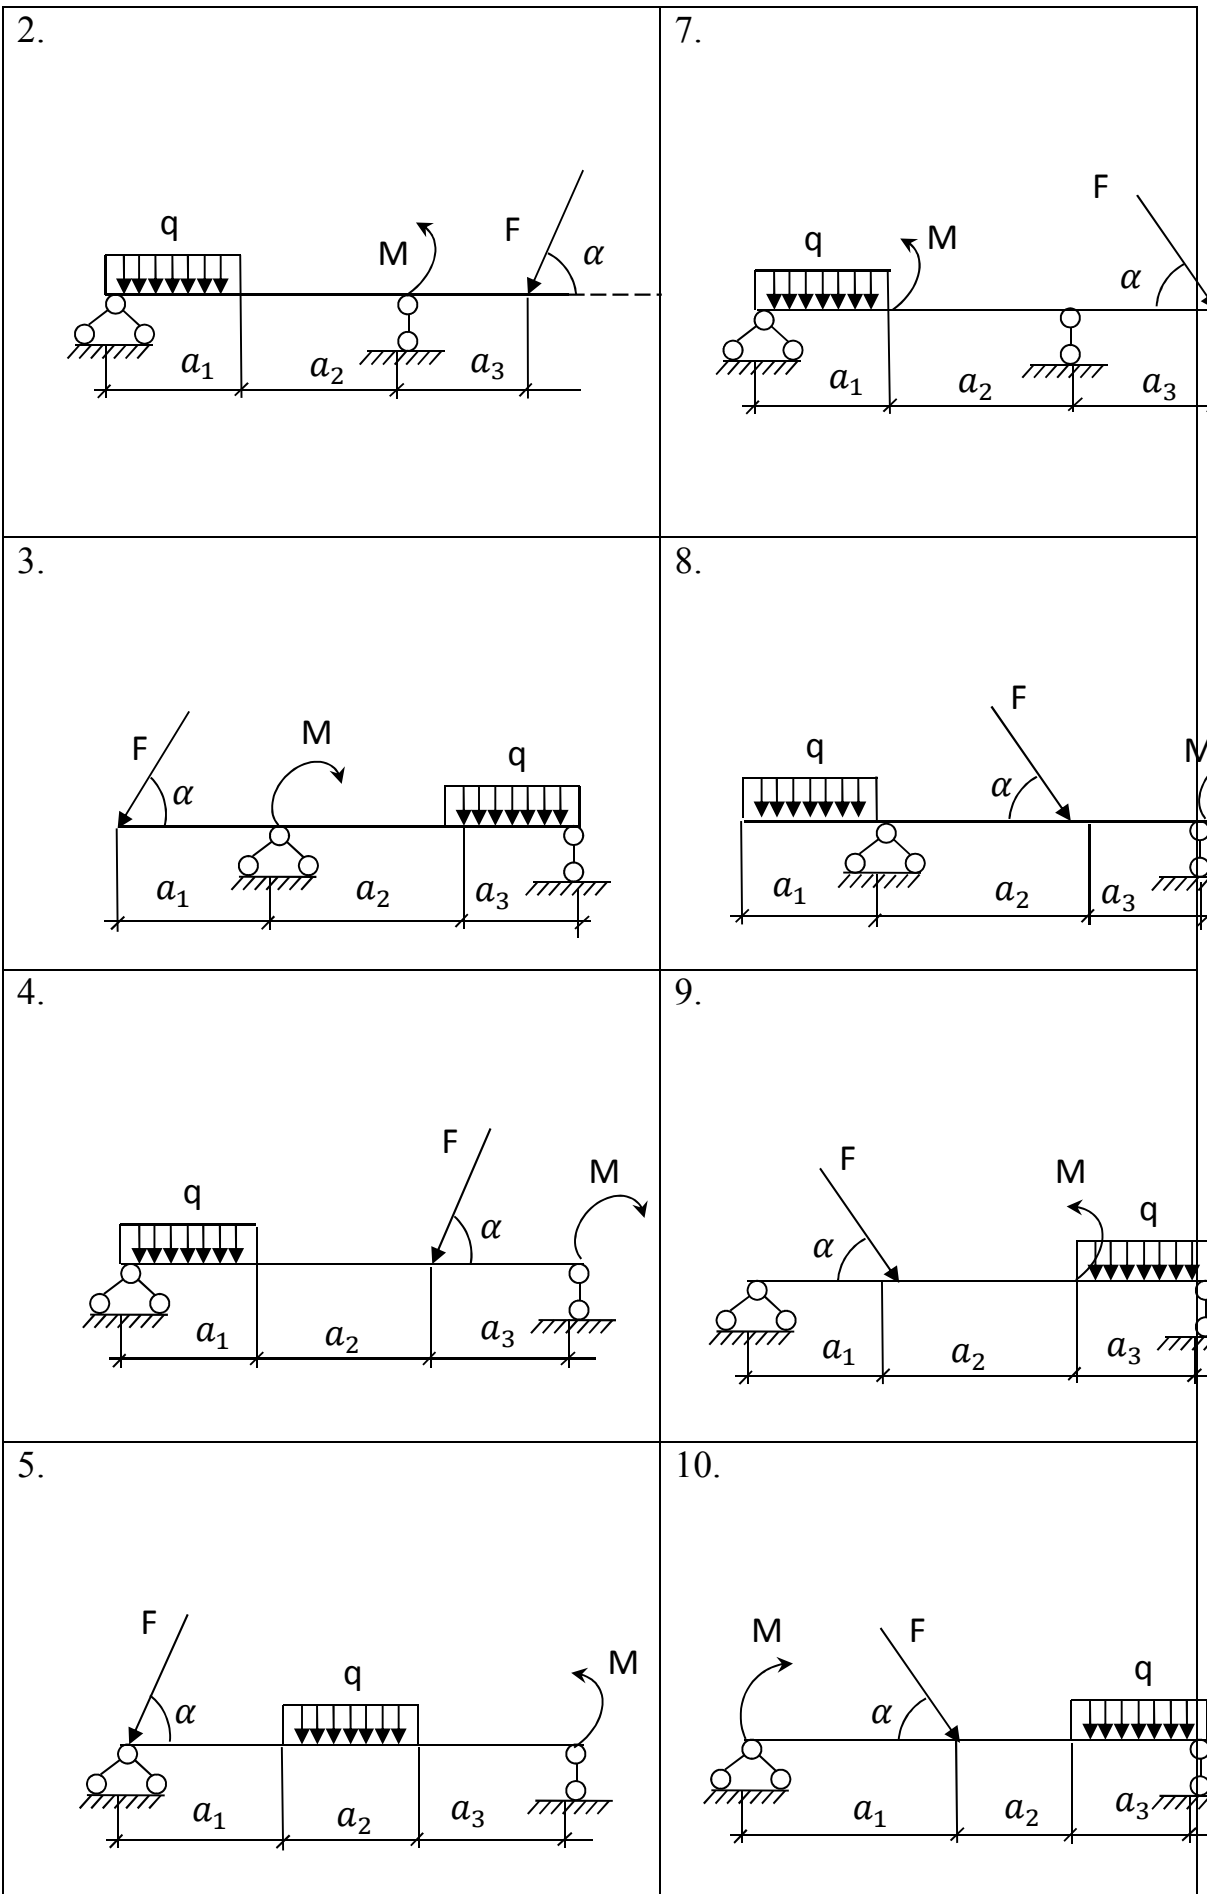 2.
q
M
F
α
a₁
a₂
a₃
7.
F
q
M
α
a₁
a₂
a₃
3.
F
M
q
α
a₁
a₂
a₃
8.
F
q
M
α
a₁
a₂
a₃
4.
F
M
q
α
a₁
a₂
a₃
9.
F
M
q
α
a₁
a₂
a₃
5.
F
M
q
α
a₁
a₂
a₃
10.
M
F
q
α
a₁
a₂
a₃